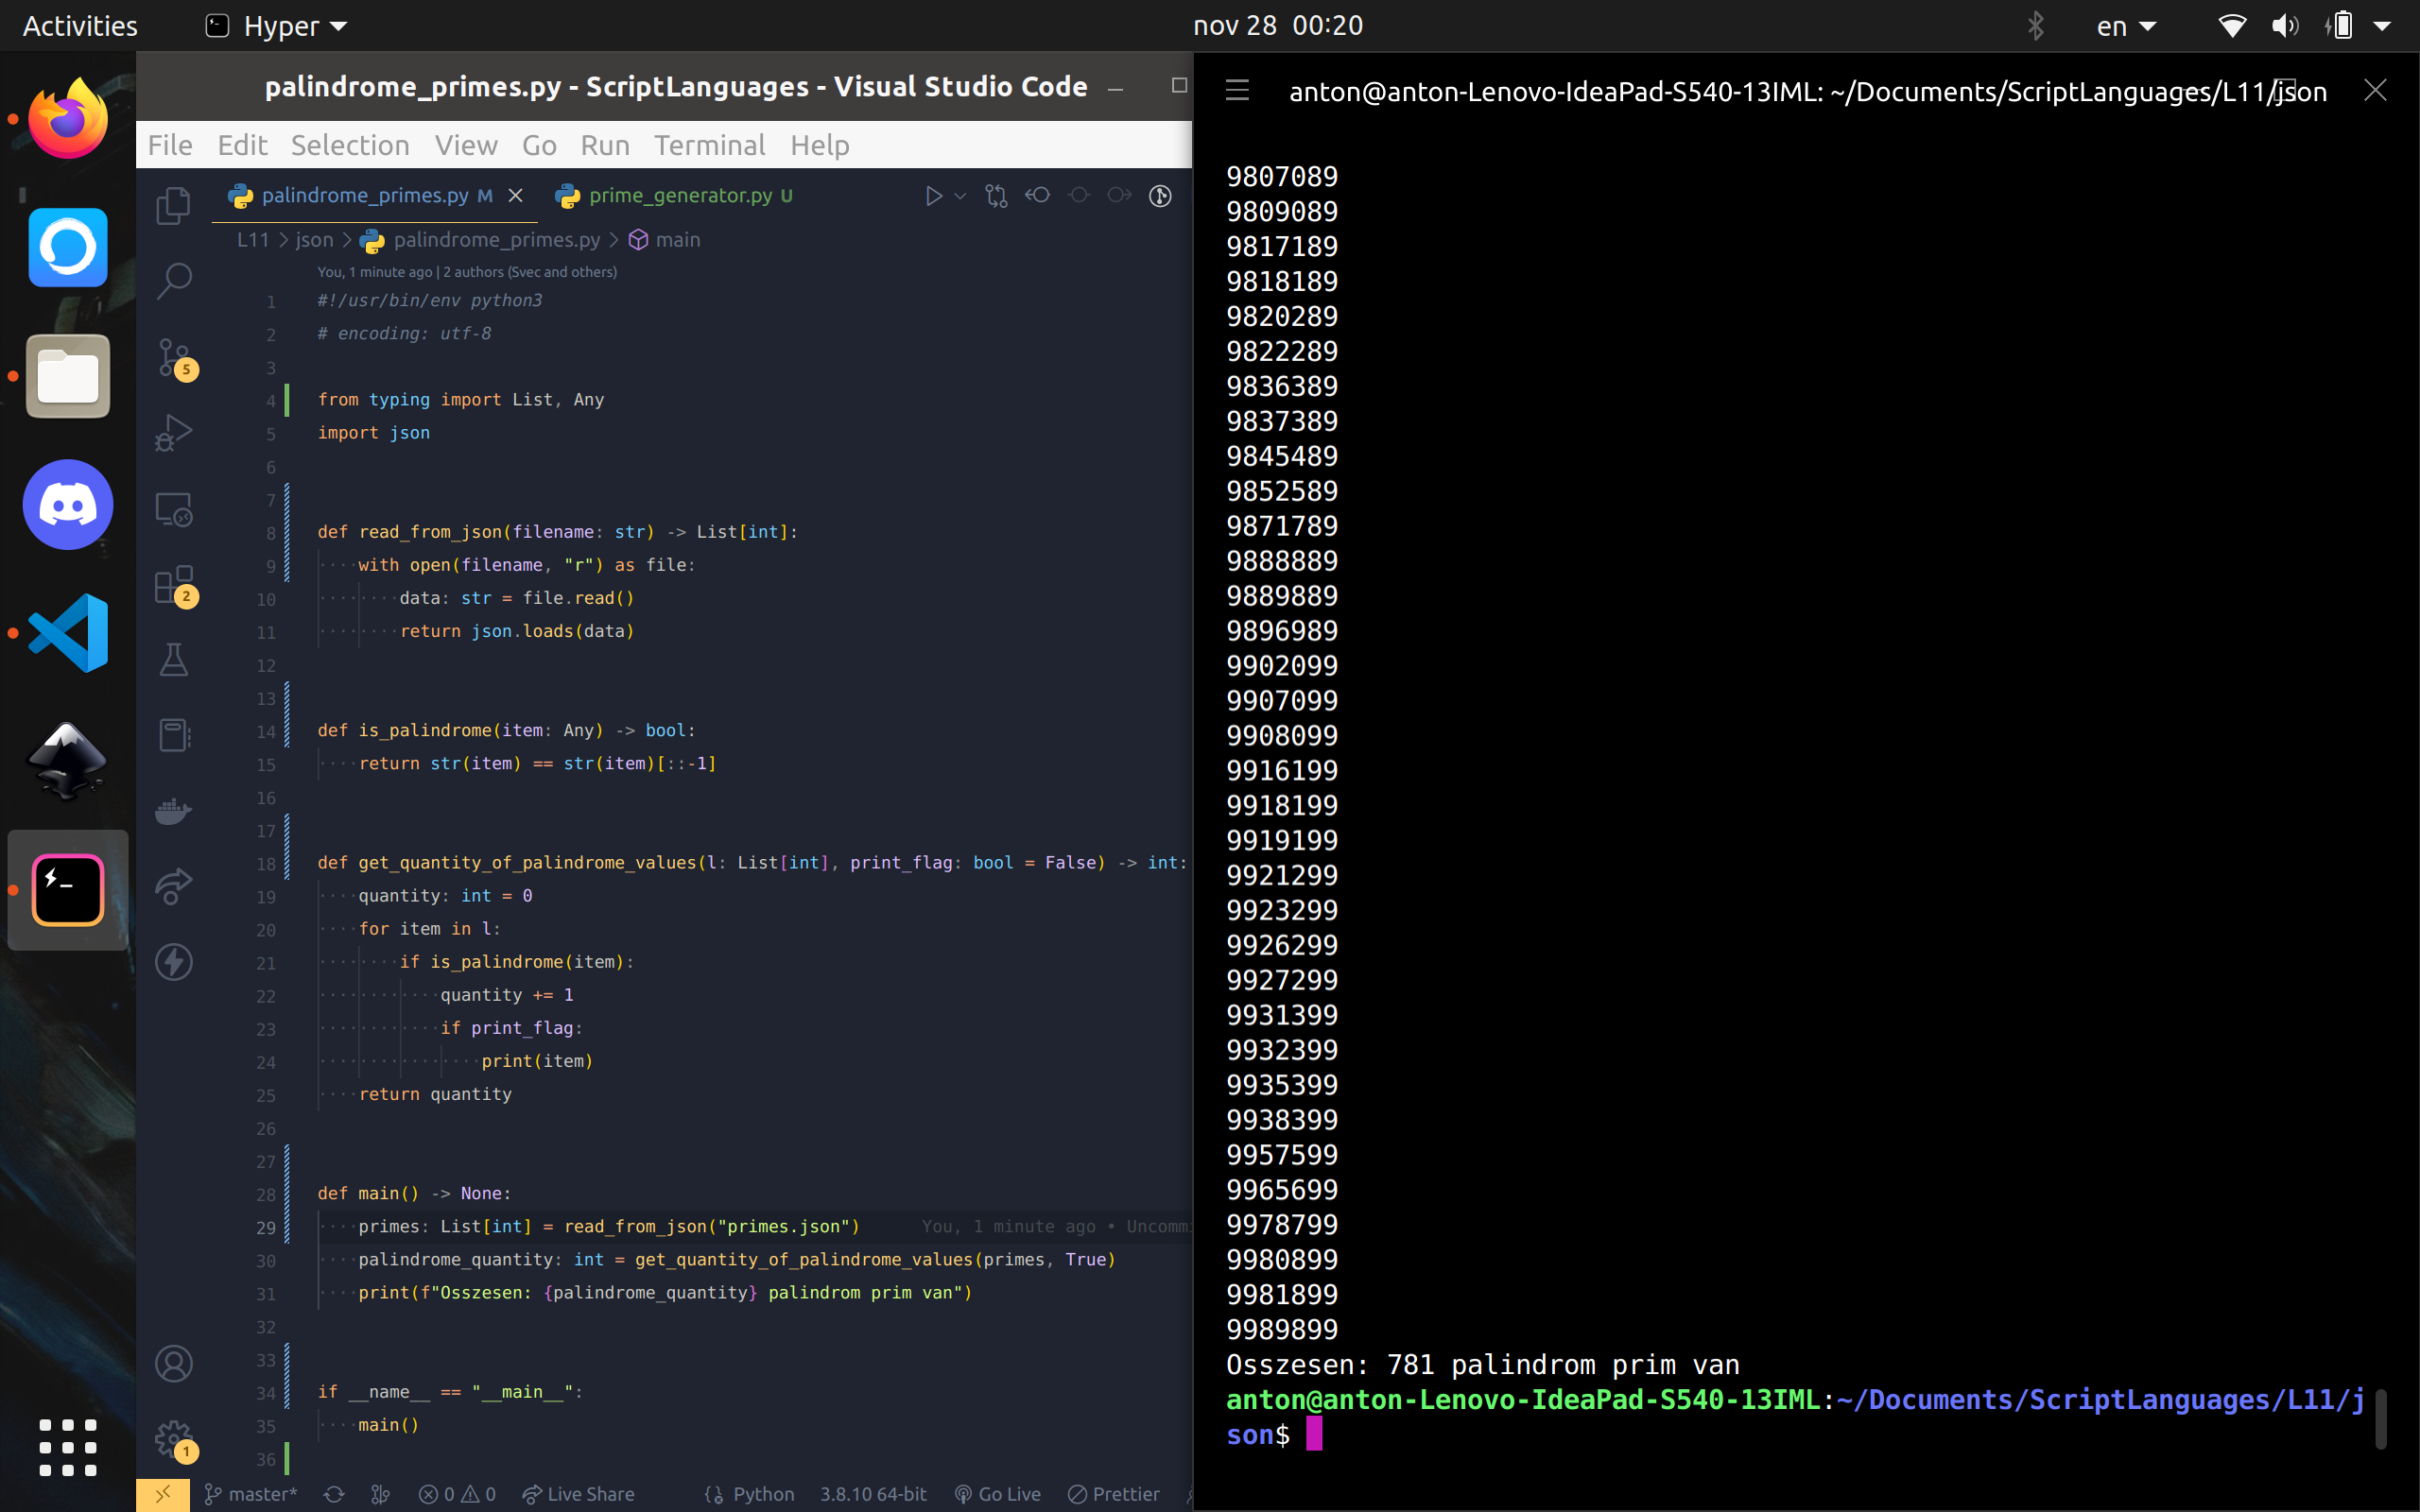 Activities
Hyper
nov 28 00:20
en
palindrome_primes.py - ScriptLanguages - Visual Studio Code
File Edit Selection View Go Run Terminal Help
palindrome_primes.py M
prime_generator.py U
L11 > json > palindrome_primes.py > main
You, 1 minute ago | 2 authors (Svec and others)
1 #!/usr/bin/env python3
2 # encoding: utf-8
3
4 from typing import List, Any
5 import json
6
7
8 def read_from_json(filename: str) -> List[int]:
9 ····with open(filename, "r") as file:
10 ········data: str = file.read()
11 ········return json.loads(data)
12
13
14 def is_palindrome(item: Any) -> bool:
15 ····return str(item) == str(item)[::-1]
16
17
18 def get_quantity_of_palindrome_values(l: List[int], print_flag: bool = False) -> int:
19 ····quantity: int = 0
20 ····for item in l:
21 ········if is_palindrome(item):
22 ············quantity += 1
23 ············if print_flag:
24 ················print(item)
25 ····return quantity
26
27
28 def main() -> None:
29 ····primes: List[int] = read_from_json("primes.json") You, 1 minute ago • Uncommi
30 ····palindrome_quantity: int = get_quantity_of_palindrome_values(primes, True)
31 ····print(f"Osszesen: {palindrome_quantity} palindrom prim van")
32
33
34 if __name__ == "__main__":
35 ····main()
36
5
2
1
master* 0 0 Live Share Python 3.8.10 64-bit Go Live Prettier
anton@anton-Lenovo-IdeaPad-S540-13IML: ~/Documents/ScriptLanguages/L11/json
9807089
9809089
9817189
9818189
9820289
9822289
9836389
9837389
9845489
9852589
9871789
9888889
9889889
9896989
9902099
9907099
9908099
9916199
9918199
9919199
9921299
9923299
9926299
9927299
9931399
9932399
9935399
9938399
9957599
9965699
9978799
9980899
9981899
9989899
Osszesen: 781 palindrom prim van
anton@anton-Lenovo-IdeaPad-S540-13IML:~/Documents/ScriptLanguages/L11/j
son$